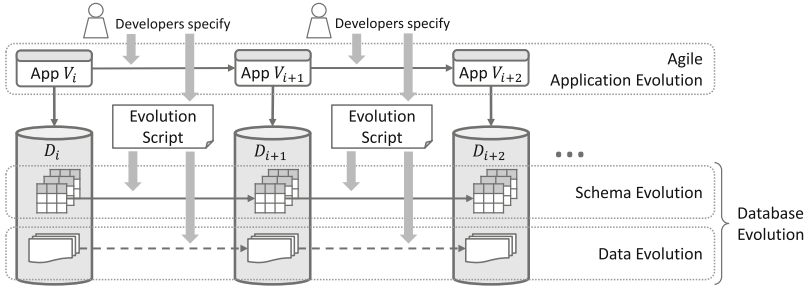 Developers specify
Developers specify
App V_i
App V_{i+1}
App V_{i+2}
Agile
Application Evolution
Evolution
Script
Evolution
Script
D_i
D_{i+1}
D_{i+2}
...
Schema Evolution
Database
Evolution
Data Evolution